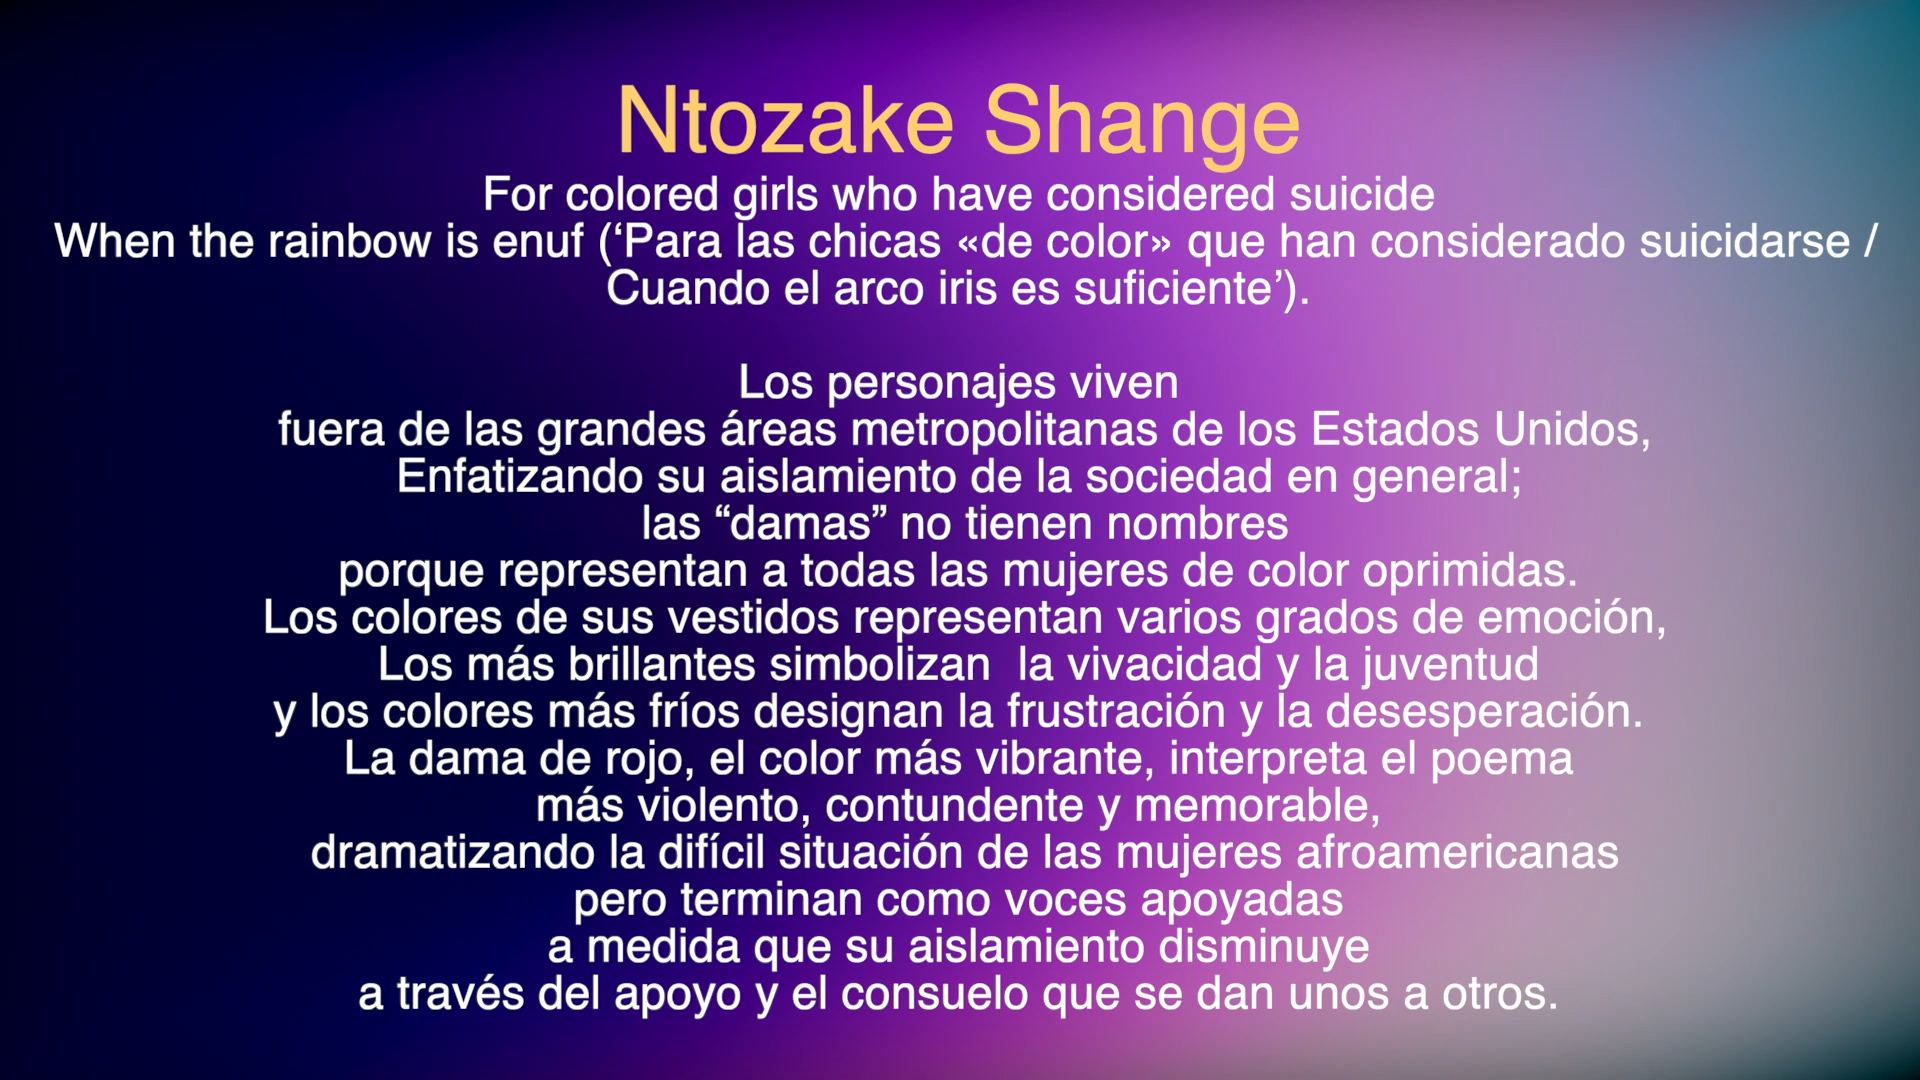 Ntozake Shange
For colored girls who have considered suicide
When the rainbow is enuf (‘Para las chicas «de color» que han considerado suicidarse /
Cuando el arco iris es suficiente’).
Los personajes viven
fuera de las grandes áreas metropolitanas de los Estados Unidos,
Enfatizando su aislamiento de la sociedad en general;
las “damas” no tienen nombres
porque representan a todas las mujeres de color oprimidas.
Los colores de sus vestidos representan varios grados de emoción,
Los más brillantes simbolizan  la vivacidad y la juventud
y los colores más fríos designan la frustración y la desesperación.
La dama de rojo, el color más vibrante, interpreta el poema
más violento, contundente y memorable,
dramatizando la difícil situación de las mujeres afroamericanas
pero terminan como voces apoyadas
a medida que su aislamiento disminuye
a través del apoyo y el consuelo que se dan unos a otros.